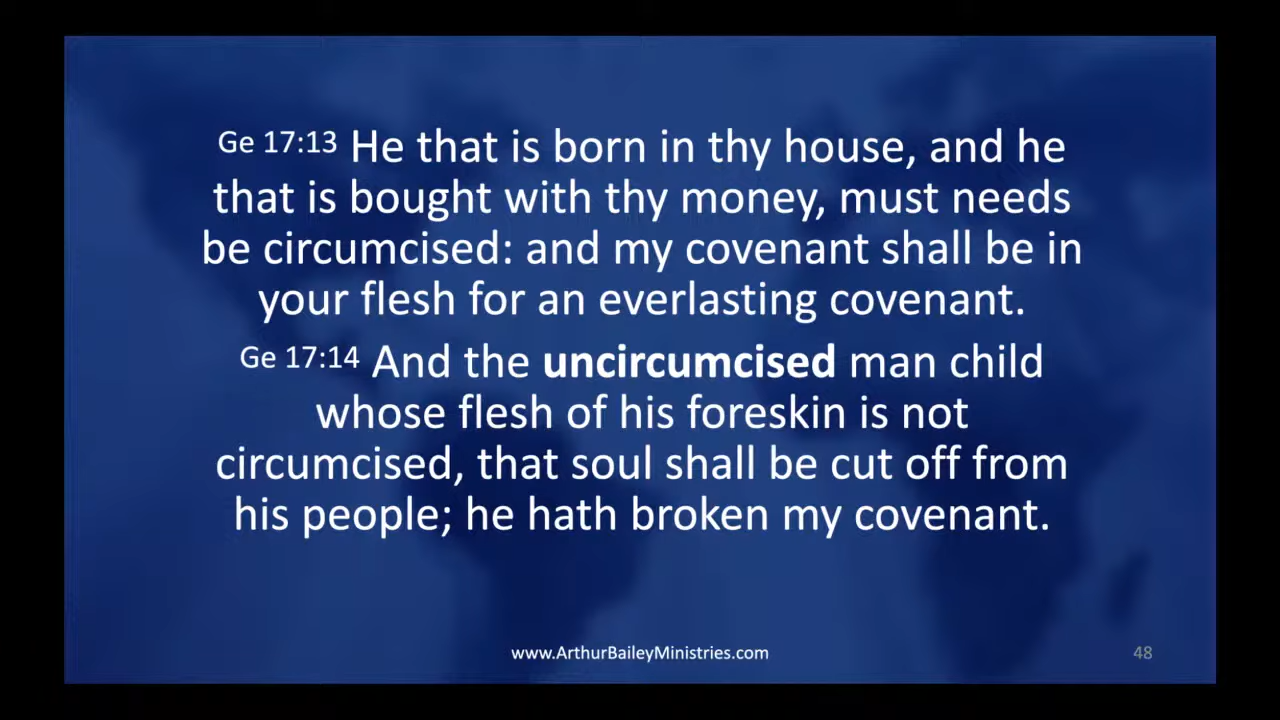 Ge 17:13 He that is born in thy house, and he
that is bought with thy money, must needs
be circumcised: and my covenant shall be in
your flesh for an everlasting covenant.
Ge 17:14 And the uncircumcised man child
whose flesh of his foreskin is not
circumcised, that soul shall be cut off from
his people; he hath broken my covenant.
www.ArthurBaileyMinistries.com
48